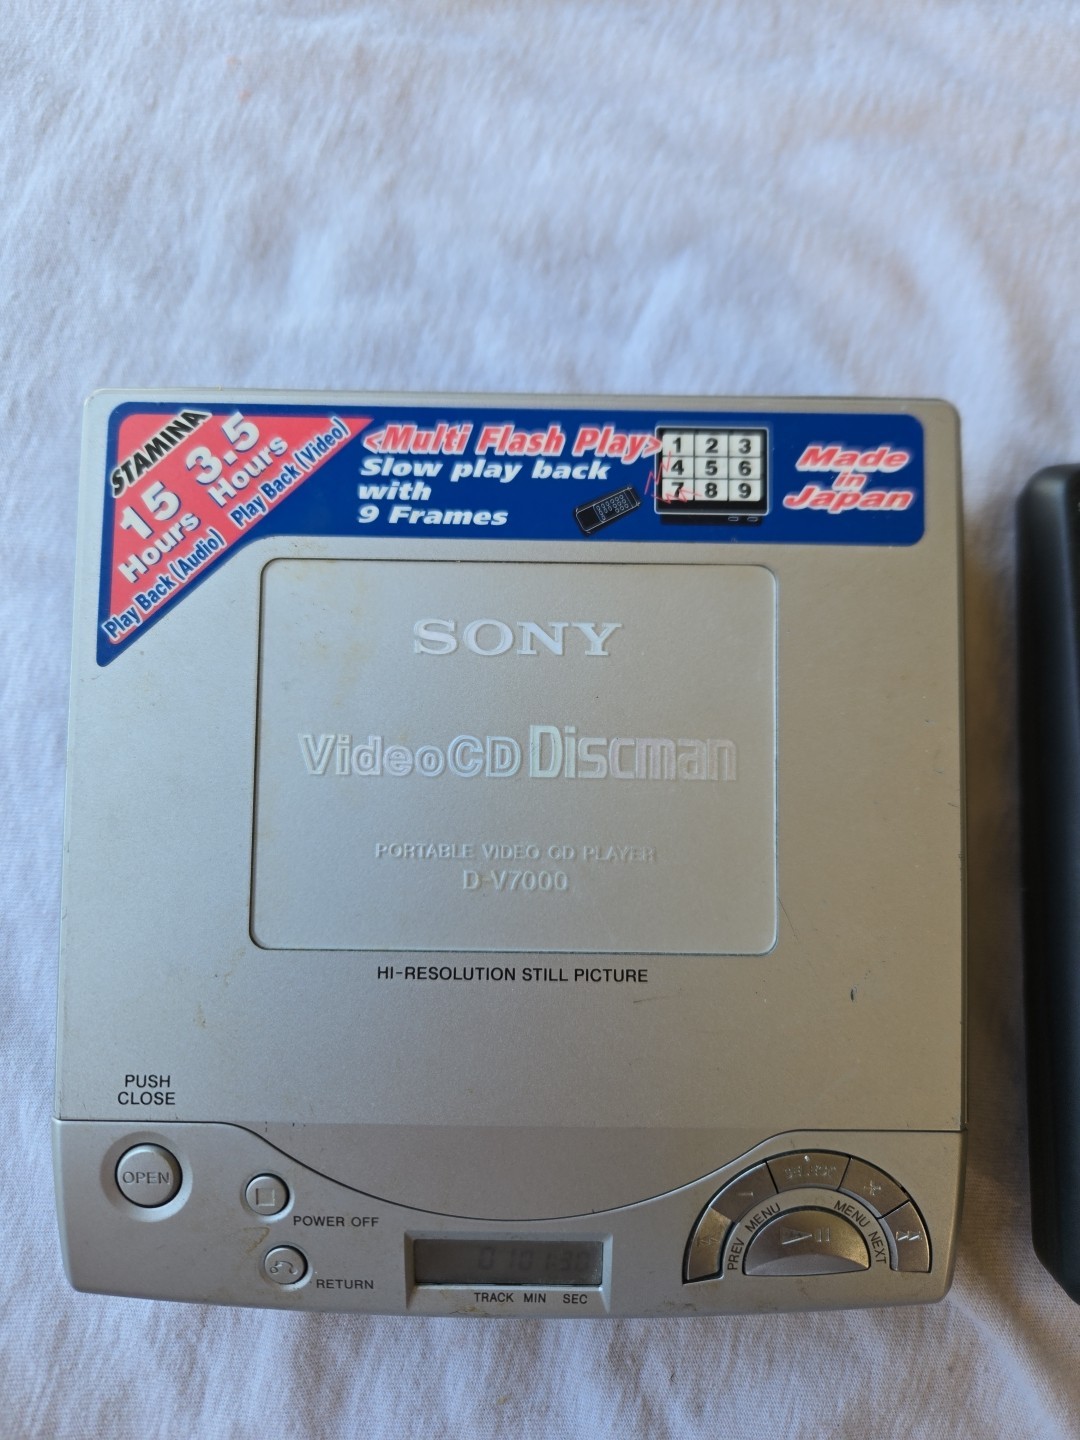 STAMINA
15
Hours
Play Back (Audio)
3.5
Hours
Play Back (Video)
<Multi Flash Play>
Slow play back
with
9 Frames
1 2 3
4 5 6
7 8 9
Made
in
Japan
SONY
VideoCD Discman
PORTABLE VIDEO CD PLAYER
D-V7000
HI-RESOLUTION STILL PICTURE
PUSH
CLOSE
OPEN
POWER OFF
RETURN
TRACK MIN SEC
- SELECT +
PREV MENU
MENU NEXT